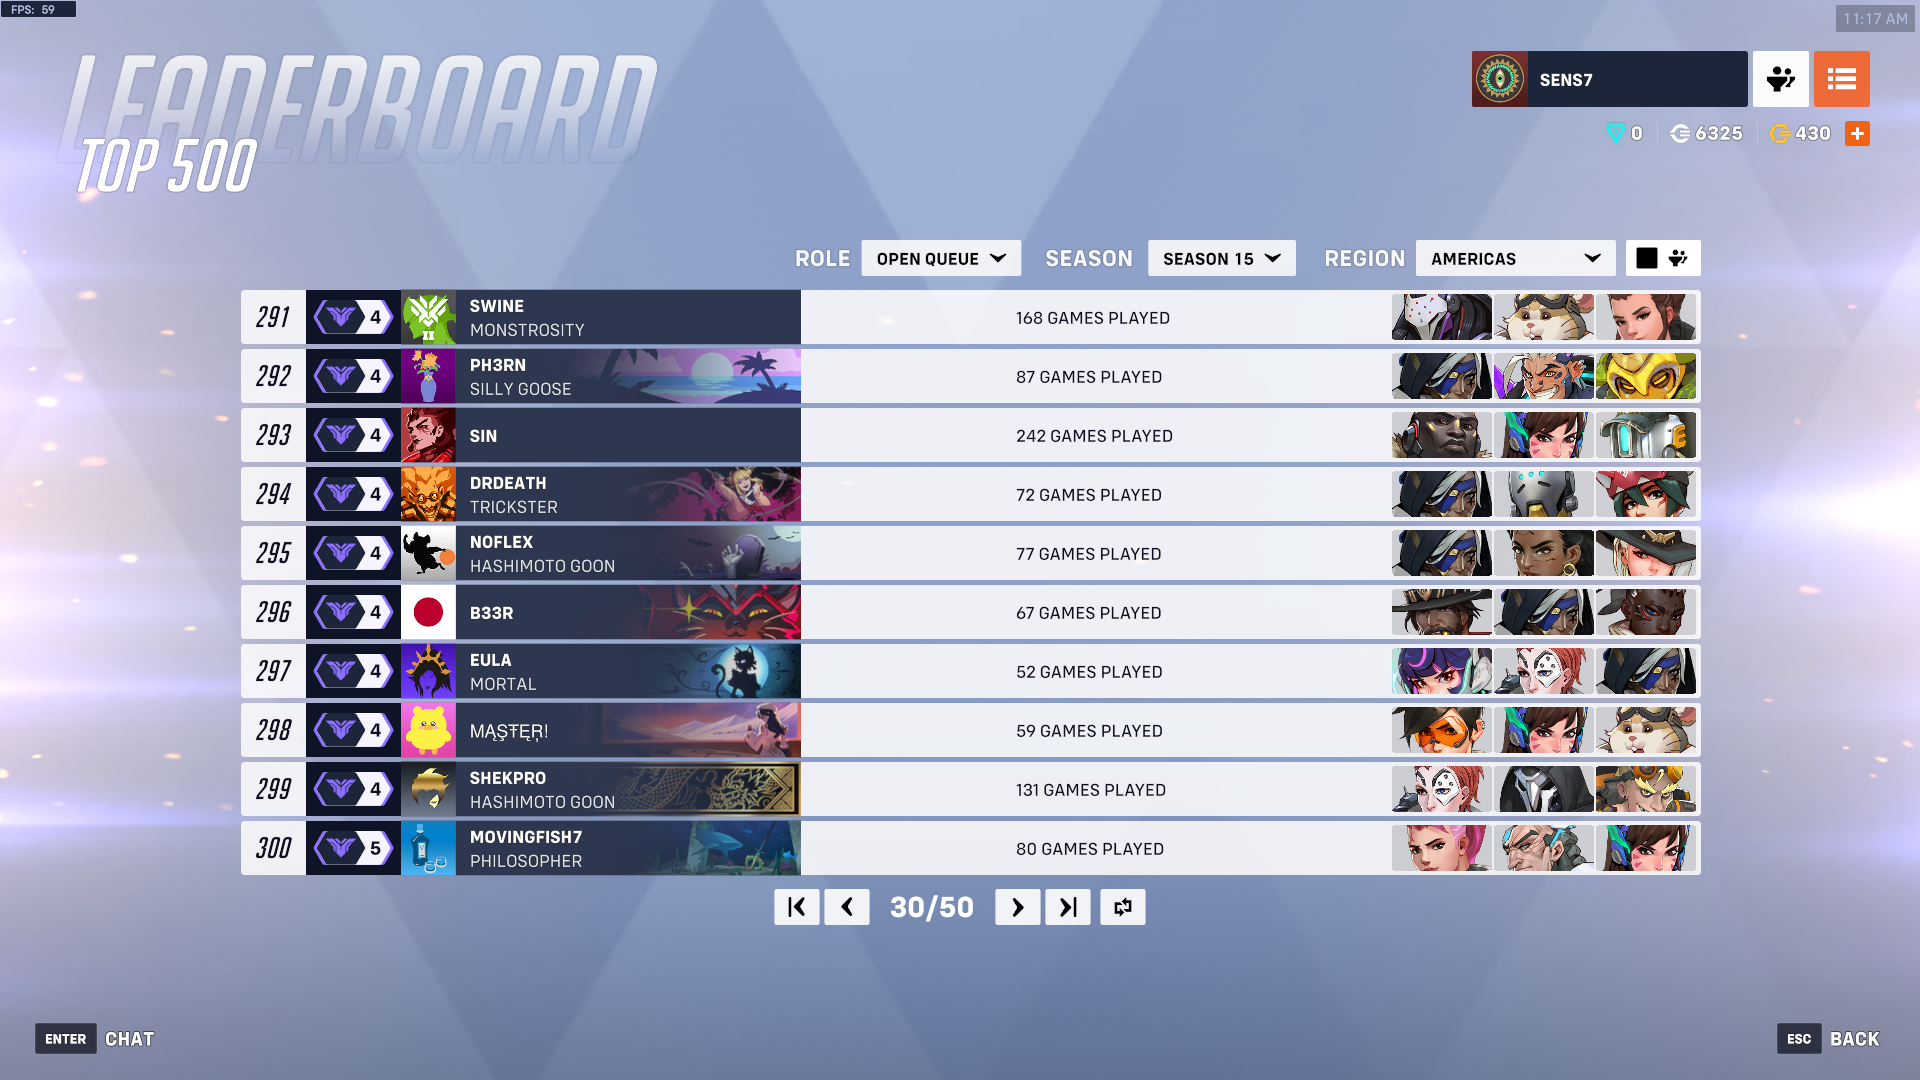 FPS: 59
11:17 AM
LEADERBOARD
TOP 500
SENS7
0 6325 430
ROLE OPEN QUEUE SEASON SEASON 15 REGION AMERICAS
291 4 SWINE
MONSTROSITY
168 GAMES PLAYED
292 4 PH3RN
SILLY GOOSE
87 GAMES PLAYED
293 4 SIN
242 GAMES PLAYED
294 4 DRDEATH
TRICKSTER
72 GAMES PLAYED
295 4 NOFLEX
HASHIMOTO GOON
77 GAMES PLAYED
296 4 B33R
67 GAMES PLAYED
297 4 EULA
MORTAL
52 GAMES PLAYED
298 4 MĄŞŦĘŖ!
59 GAMES PLAYED
299 4 SHEKPRO
HASHIMOTO GOON
131 GAMES PLAYED
300 5 MOVINGFISH7
PHILOSOPHER
80 GAMES PLAYED
30/50
ENTER CHAT
ESC BACK